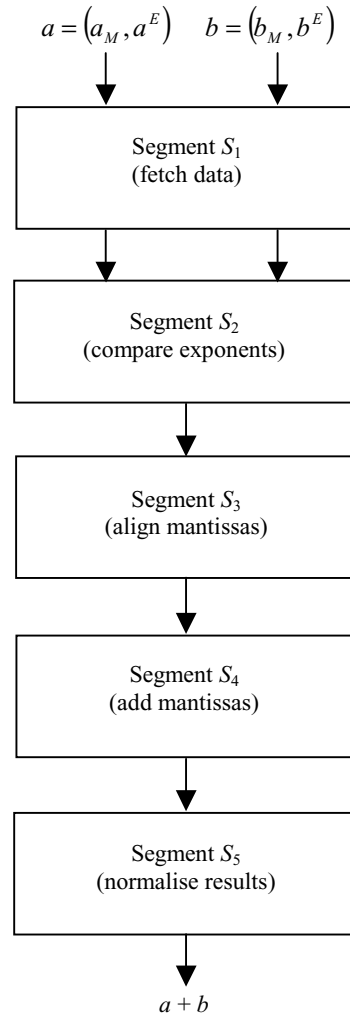 a = (a_M, a^E) b = (b_M, b^E)
Segment S₁
(fetch data)
Segment S₂
(compare exponents)
Segment S₃
(align mantissas)
Segment S₄
(add mantissas)
Segment S₅
(normalise results)
a + b